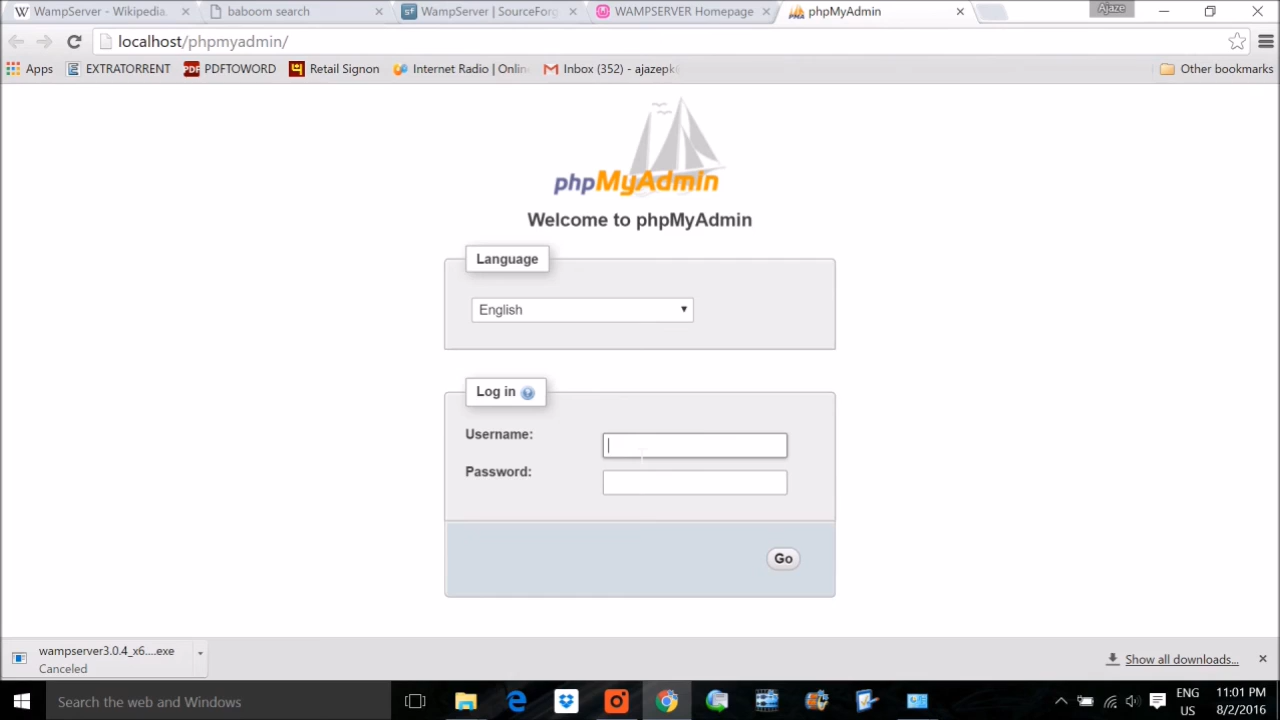 WampServer - Wikipedia,
baboom search
WampServer | SourceForg
WAMPSERVER Homepage
phpMyAdmin
Ajaze
localhost/phpmyadmin/
Apps
EXTRATORRENT
PDFTOWORD
Retail Signon
Internet Radio | Onlin
Inbox (352) - ajazepk
Other bookmarks
phpMyAdmin
Welcome to phpMyAdmin
Language
English
Log in
Username:
Password:
Go
wampserver3.0.4_x6....exe
Canceled
Show all downloads...
Search the web and Windows
ENG
US
11:01 PM
8/2/2016